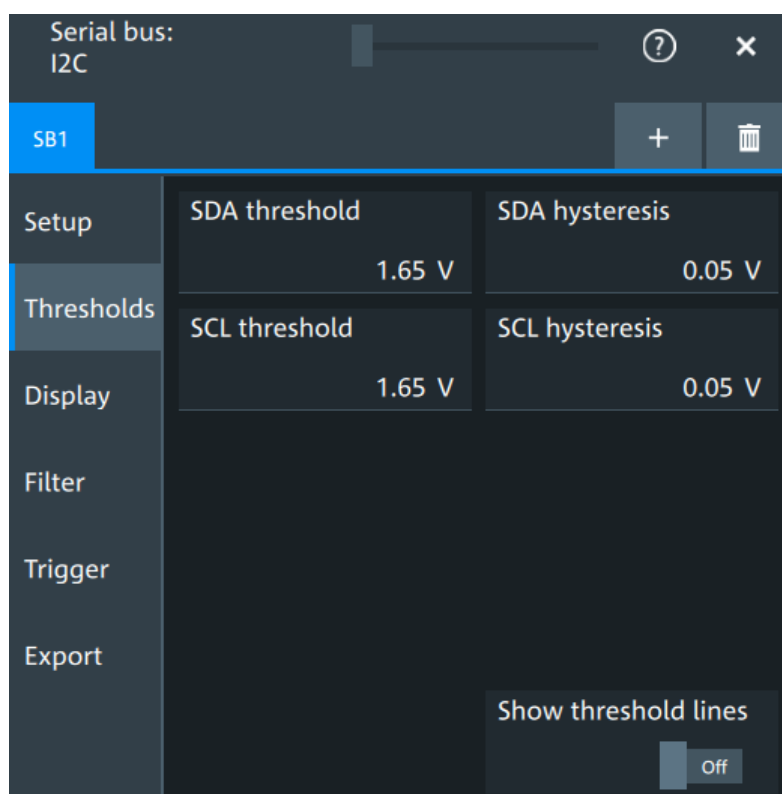 Serial bus:
I2C
?
SB1
+
Setup
SDA threshold
SDA hysteresis
1.65 V
0.05 V
Thresholds
SCL threshold
SCL hysteresis
1.65 V
0.05 V
Display
Filter
Trigger
Export
Show threshold lines
Off